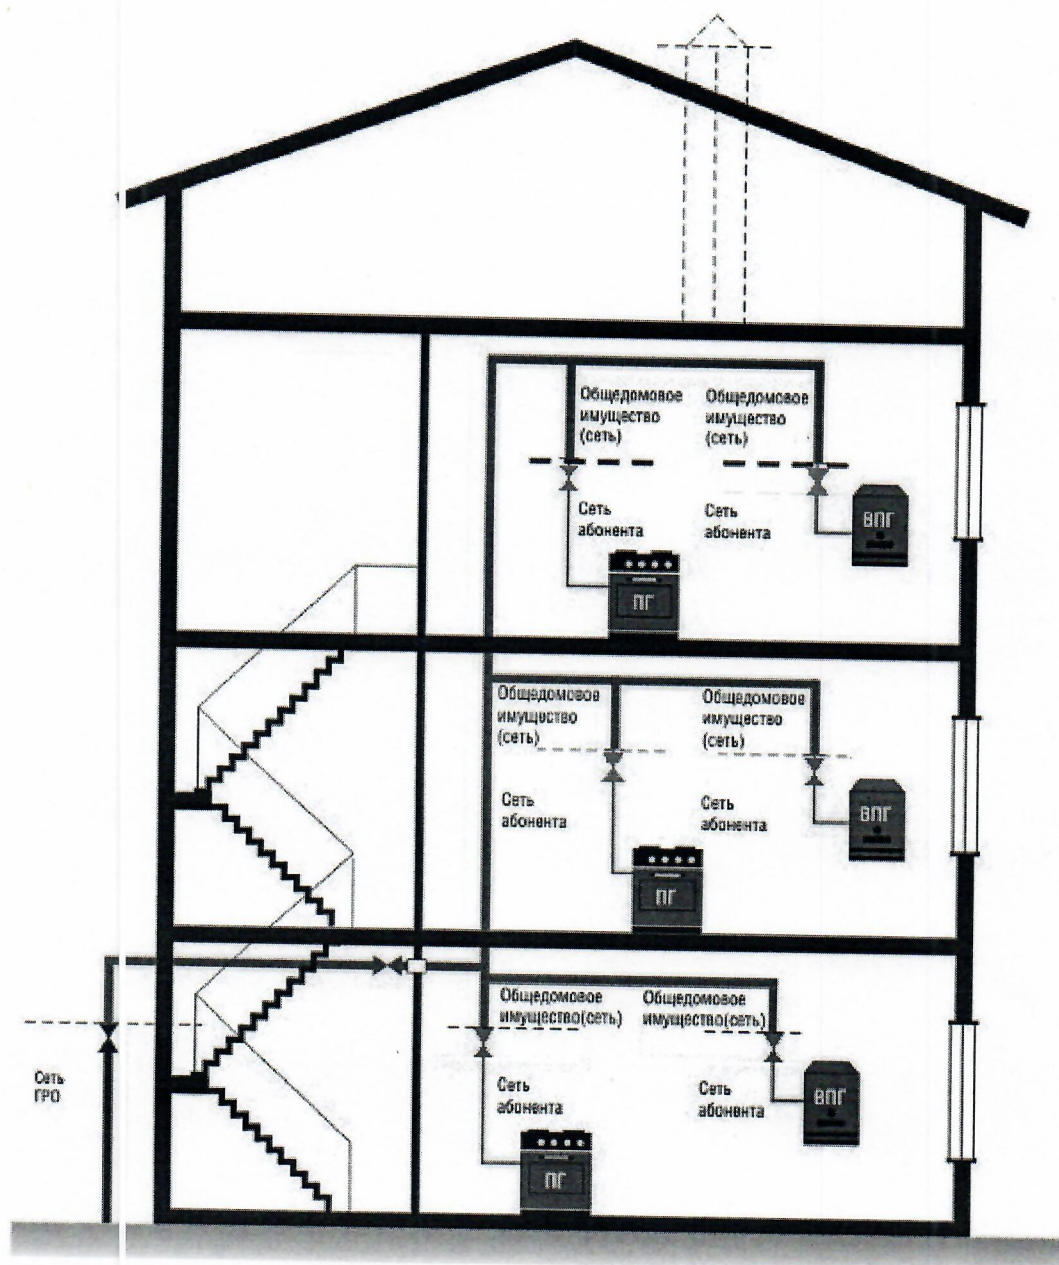 Общедомовое
имущество
(сеть)
Общедомовое
имущество
(сеть)
Сеть
абонента
Сеть
абонента
ВПГ
ПГ
Общедомовое
имущество
(сеть)
Общедомовое
имущество
(сеть)
Сеть
абонента
Сеть
абонента
ВПГ
ПГ
Общедомовое
имущество(сеть)
Общедомовое
имущество(сеть)
Сеть
ГРО
Сеть
абонента
Сеть
абонента
ВПГ
ПГ